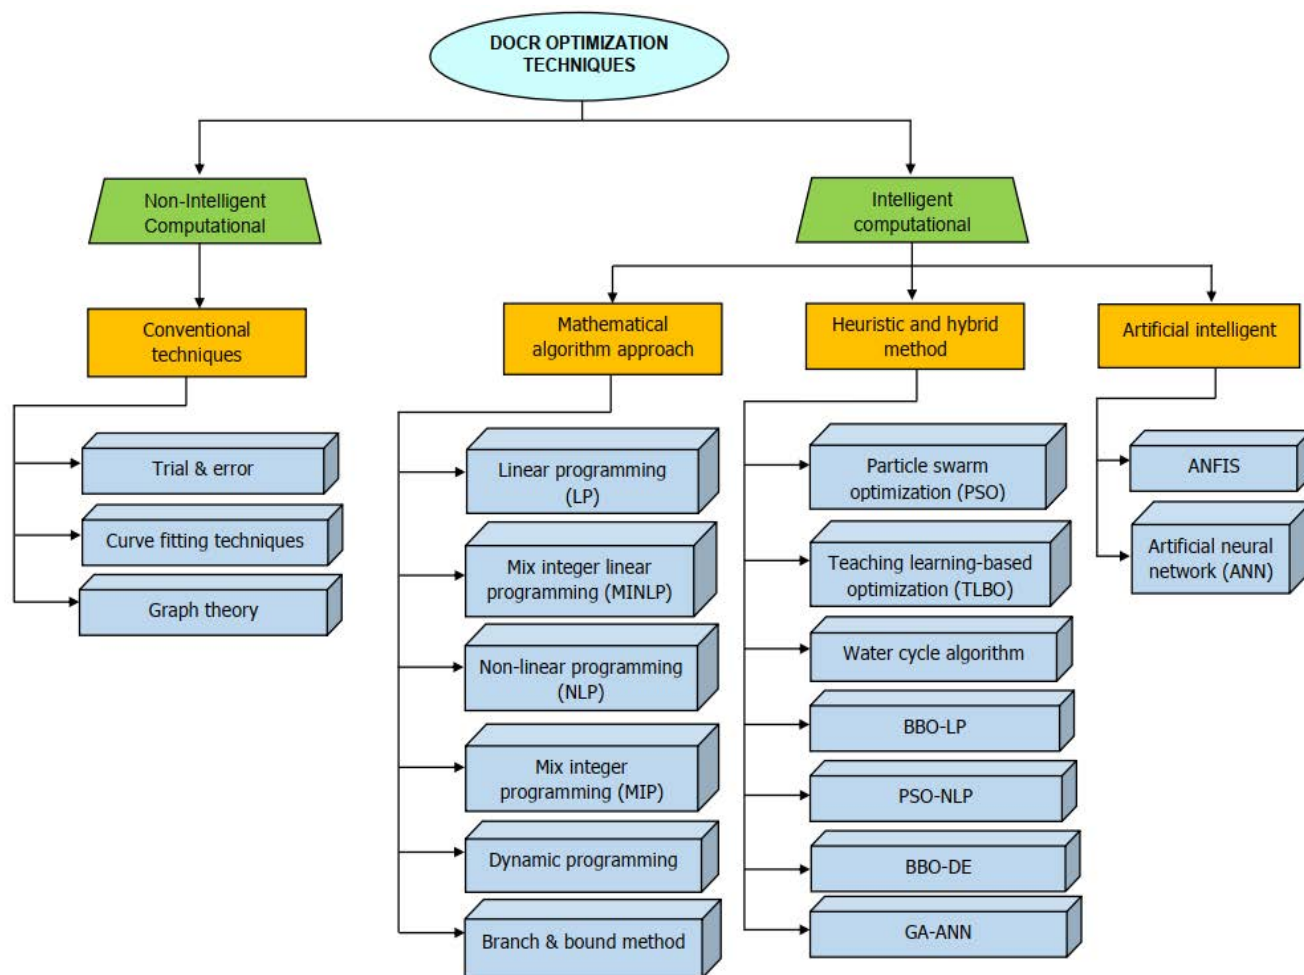 DOCR OPTIMIZATION
TECHNIQUES
Non-Intelligent
Computational
Intelligent
computational
Conventional
techniques
Mathematical
algorithm approach
Heuristic and hybrid
method
Artificial intelligent
Trial & error
Curve fitting techniques
Graph theory
Linear programming
(LP)
Mix integer linear
programming (MINLP)
Non-linear programming
(NLP)
Mix integer
programming (MIP)
Dynamic programming
Branch & bound method
Particle swarm
optimization (PSO)
Teaching learning-based
optimization (TLBO)
Water cycle algorithm
BBO-LP
PSO-NLP
BBO-DE
GA-ANN
ANFIS
Artificial neural
network (ANN)